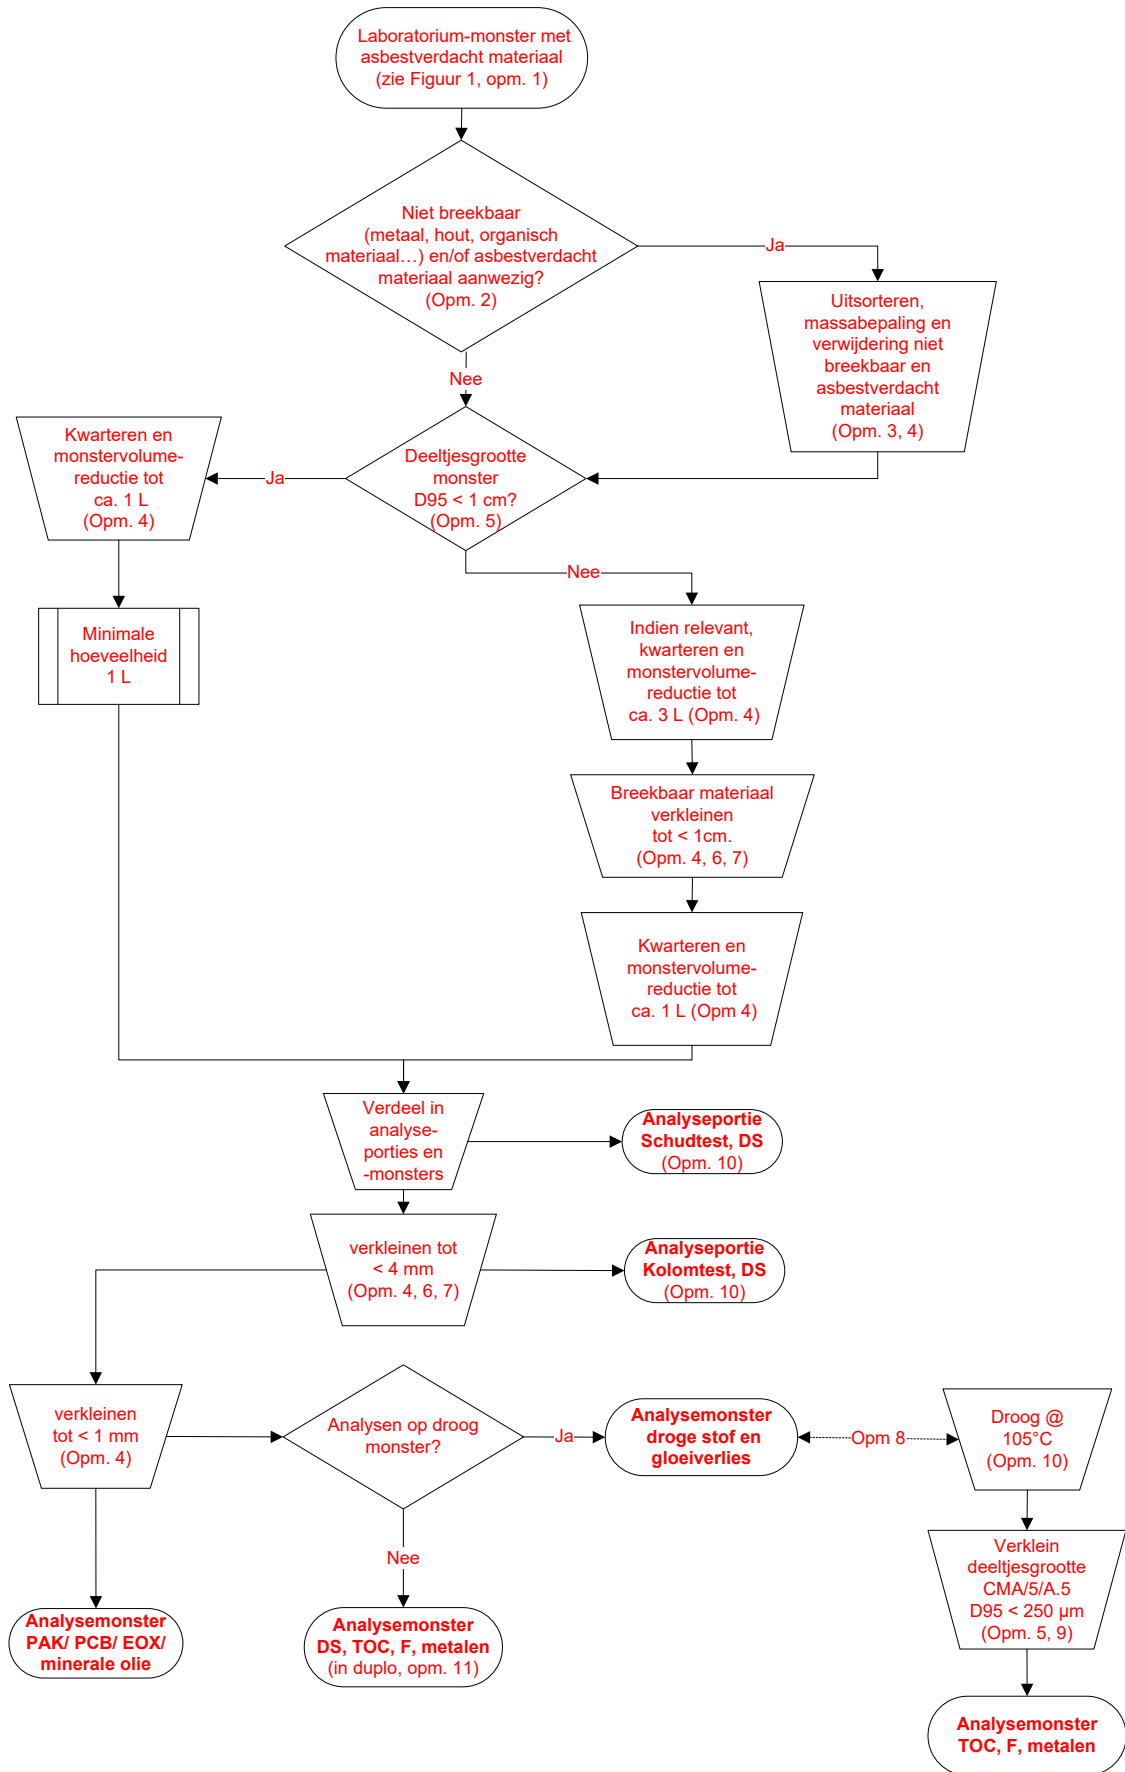 Laboratorium-monster met
asbestverdacht materiaal
(zie Figuur 1, opm. 1)
Niet breekbaar
(metaal, hout, organisch
materiaal…) en/of asbestverdacht
materiaal aanwezig?
(Opm. 2)
Ja
Uitsorteren,
massabepaling en
verwijdering niet
breekbaar en
asbestverdacht
materiaal
(Opm. 3, 4)
Nee
Deeltjesgrootte
monster
D95 < 1 cm?
(Opm. 5)
Ja
Kwarteren en
monstervolume-
reductie tot
ca. 1 L
(Opm. 4)
Minimale
hoeveelheid
1 L
Nee
Indien relevant,
kwarteren en
monstervolume-
reductie tot
ca. 3 L (Opm. 4)
Breekbaar materiaal
verkleinen
tot < 1cm.
(Opm. 4, 6, 7)
Kwarteren en
monstervolume-
reductie tot
ca. 1 L (Opm 4)
Verdeel in
analyse-
porties en
-monsters
Analyseportie
Schudtest, DS
(Opm. 10)
verkleinen tot
< 4 mm
(Opm. 4, 6, 7)
Analyseportie
Kolomtest, DS
(Opm. 10)
verkleinen
tot < 1 mm
(Opm. 4)
Analysen op droog
monster?
Ja
Analysemonster
droge stof en
gloeiverlies
Opm 8
Droog @
105°C
(Opm. 10)
Nee
Verklein
deeltjesgrootte
CMA/5/A.5
D95 < 250 µm
(Opm. 5, 9)
Analysemonster
PAK/ PCB/ EOX/
minerale olie
Analysemonster
DS, TOC, F, metalen
(in duplo, opm. 11)
Analysemonster
TOC, F, metalen